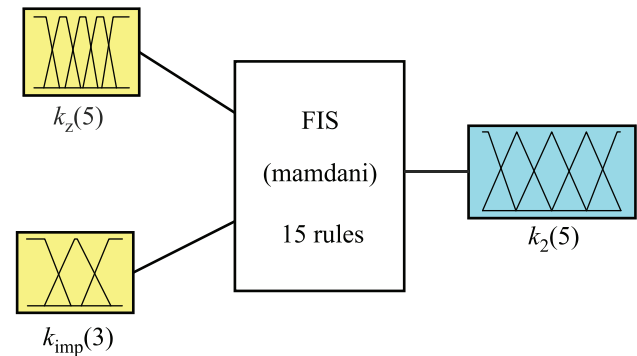 k_z(5)
FIS
(mamdani)
15 rules
k_2(5)
k_imp(3)